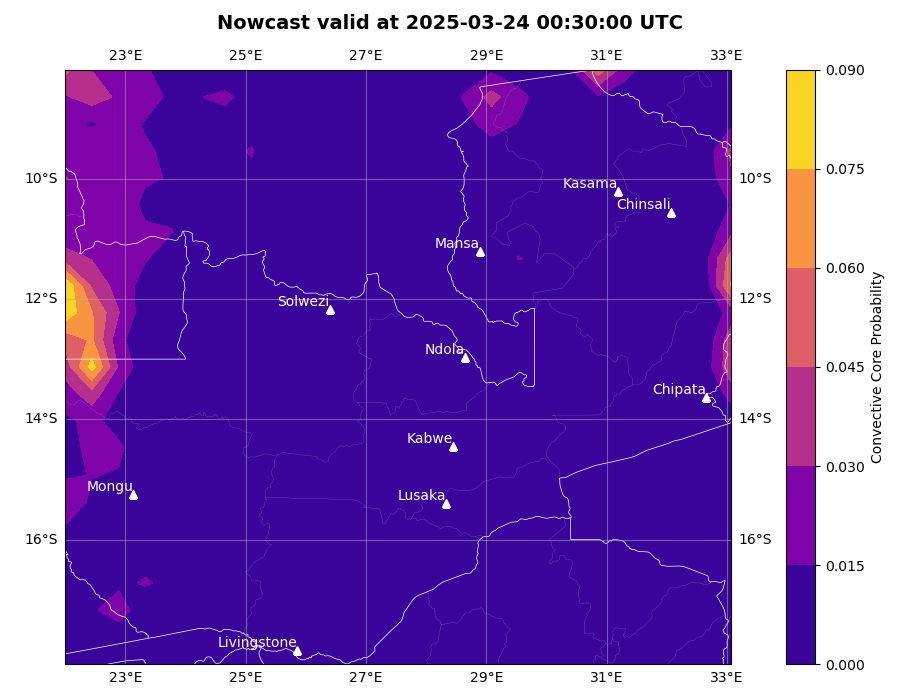 Nowcast valid at 2025-03-24 00:30:00 UTC
23°E 25°E 27°E 29°E 31°E 33°E
0.090
0.075
10°S Kasama 10°S
Chinsali
Mansa
0.060
12°S Solwezi 12°S
Convective Core Probability
Ndola
0.045
Chipata
14°S 14°S
Kabwe
0.030
Mongu
Lusaka
16°S 16°S
0.015
Livingstone
0.000
23°E 25°E 27°E 29°E 31°E 33°E